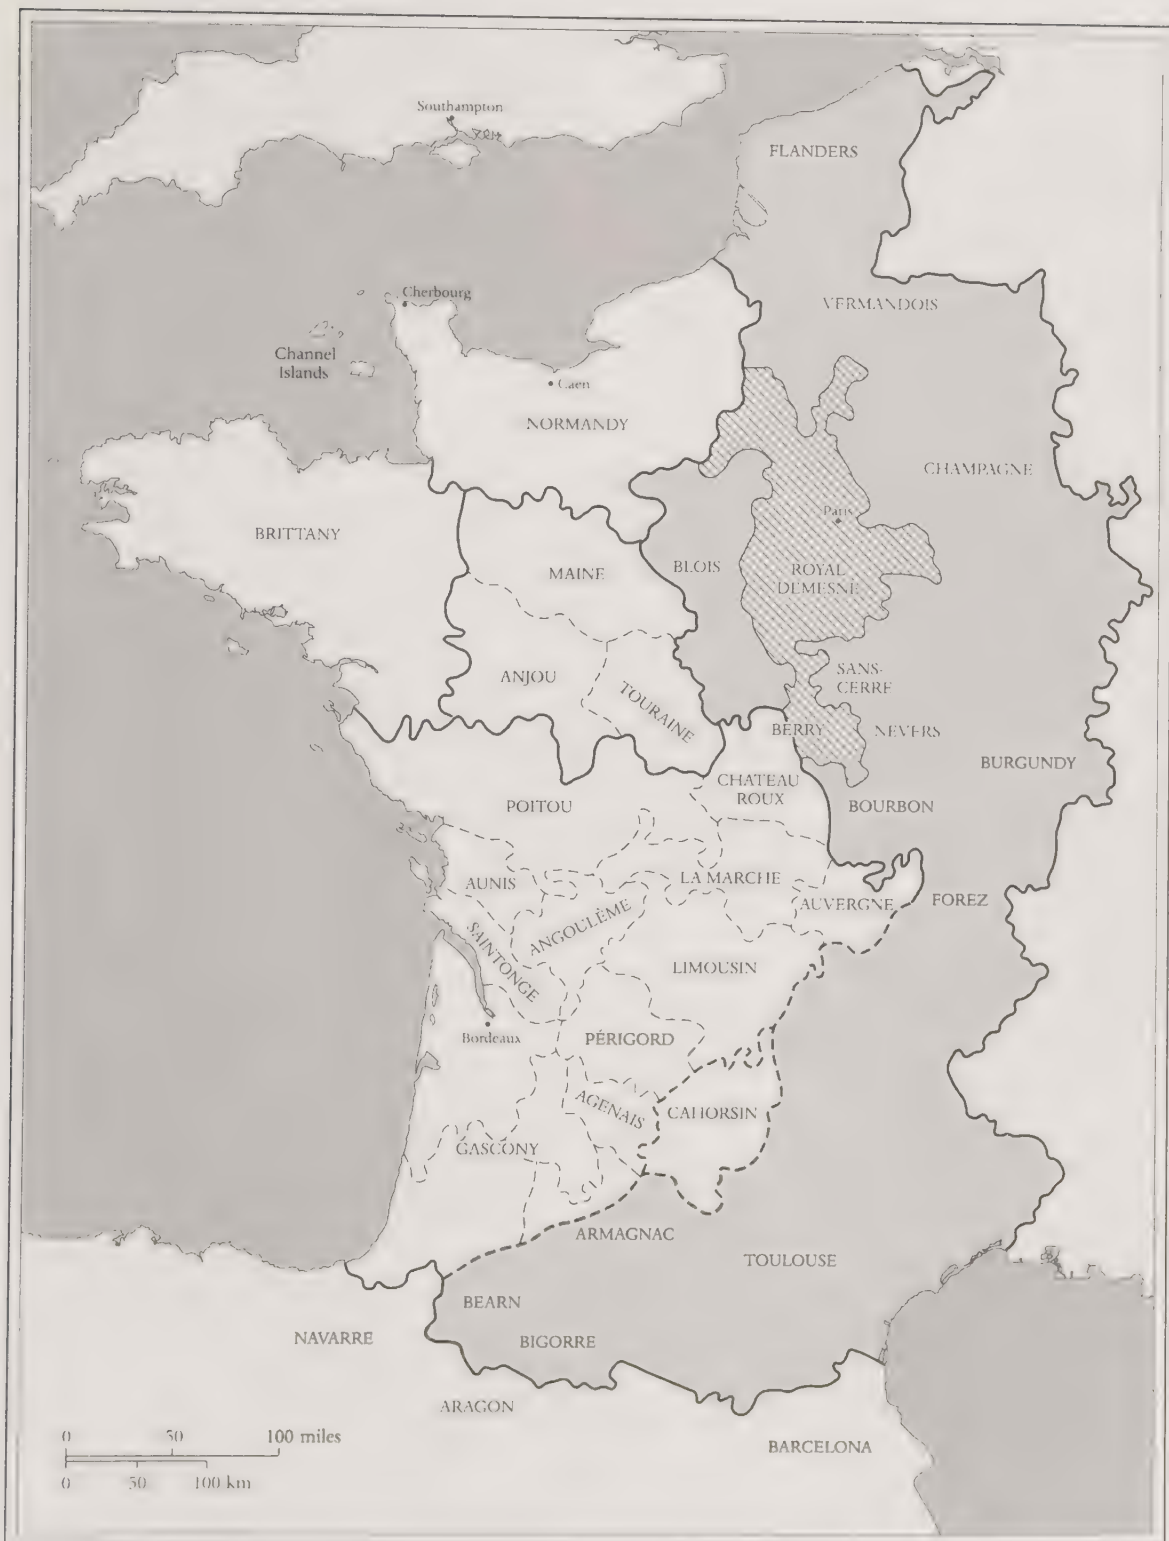 Southampton
FLANDERS
Cherbourg
VERMANDOIS
Channel
Islands
Caen
NORMANDY
CHAMPAGNE
Paris
BRITTANY
BLOIS
ROYAL
DEMESNE
MAINE
ANJOU
TOURAINE
SANS-
CERRE
BERRY
NEVERS
BURGUNDY
CHATEAU
ROUX
POITOU
BOURBON
AUNIS
LA MARCHE
AUVERGNE
FOREZ
ANGOULÊME
SAINTONGE
LIMOUSIN
Bordeaux
PÉRIGORD
AGENAIS
CAHORSIN
GASCONY
ARMAGNAC
TOULOUSE
BEARN
BIGORRE
NAVARRE
ARAGON
BARCELONA
0 50 100 miles
0 50 100 km